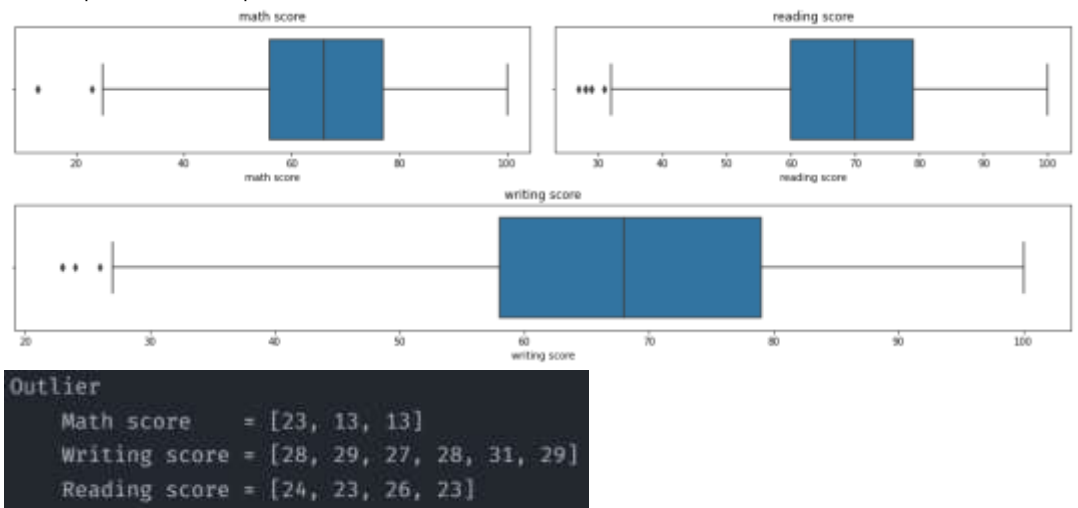 math score
reading score
20 40 60 80 100
math score
30 40 50 60 70 80 90 100
reading score
writing score
20 30 40 50 60 70 80 90 100
writing score
Outlier
Math score = [23, 13, 13]
Writing score = [28, 29, 27, 28, 31, 29]
Reading score = [24, 23, 26, 23]